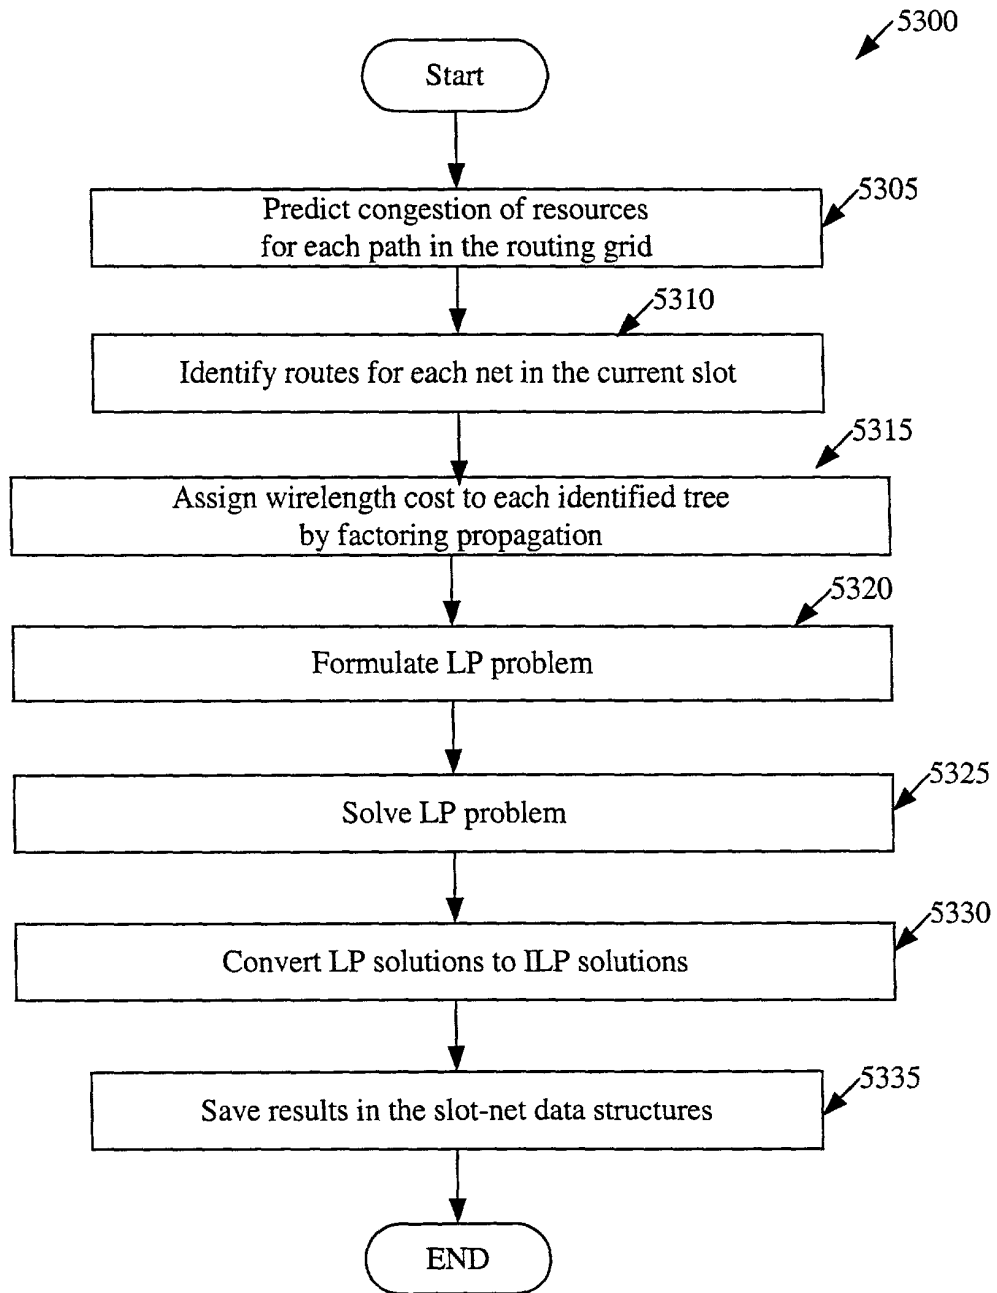 5300
Start
5305
Predict congestion of resources
for each path in the routing grid
5310
Identify routes for each net in the current slot
5315
Assign wirelength cost to each identified tree
by factoring propagation
5320
Formulate LP problem
5325
Solve LP problem
5330
Convert LP solutions to ILP solutions
5335
Save results in the slot-net data structures
END